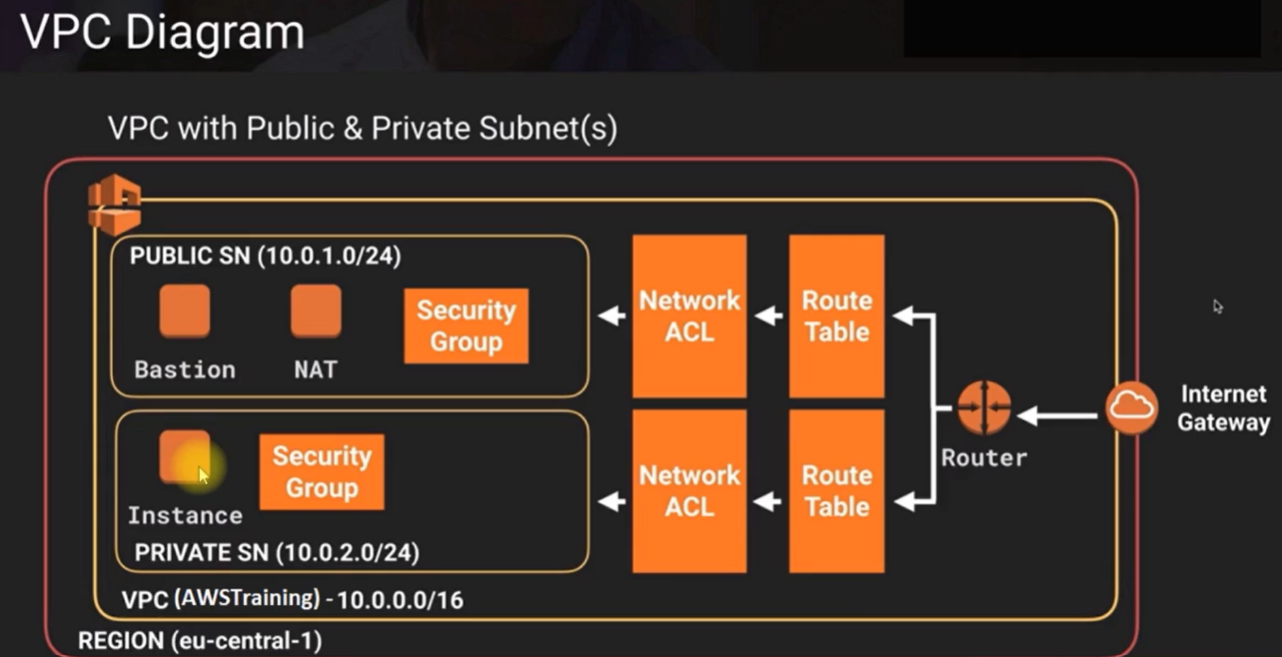 VPC Diagram
VPC with Public & Private Subnet(s)
PUBLIC SN (10.0.1.0/24)
Bastion
NAT
Security
Group
Network
ACL
Route
Table
Instance
Security
Group
PRIVATE SN (10.0.2.0/24)
Network
ACL
Route
Table
Router
Internet
Gateway
VPC (AWSTraining) - 10.0.0.0/16
REGION (eu-central-1)